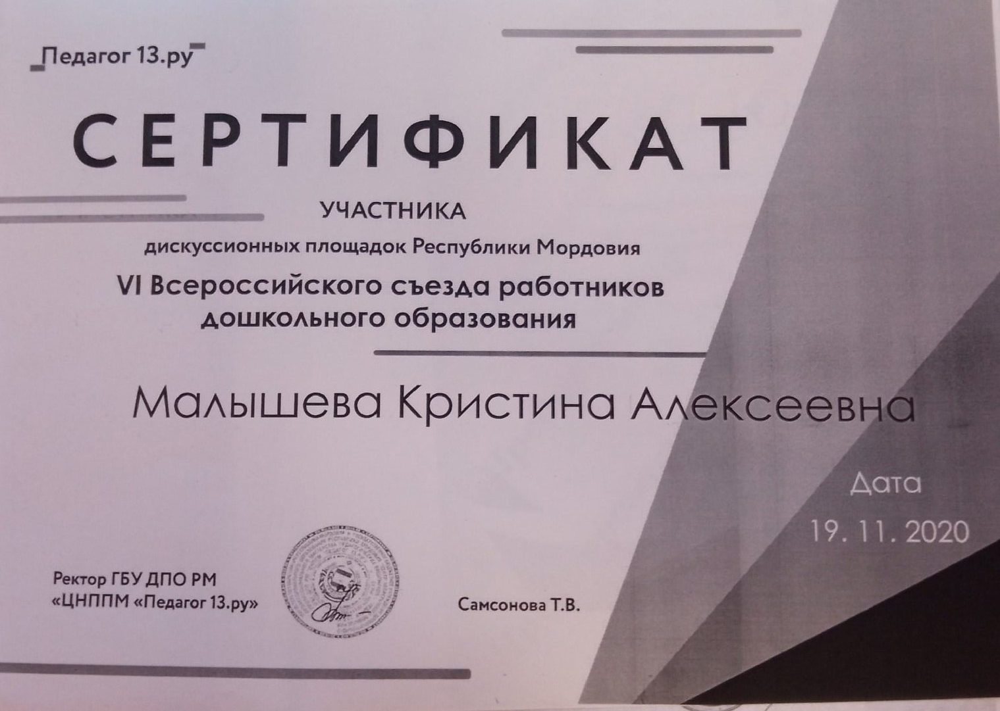 Педагог 13.ру
СЕРТИФИКАТ
УЧАСТНИКА
дискуссионных площадок Республики Мордовия
VI Всероссийского съезда работников
дошкольного образования
Малышева Кристина Алексеевна
Дата
19. 11. 2020
Ректор ГБУ ДПО РМ
«ЦНППМ «Педагог 13.ру»
Самсонова Т.В.